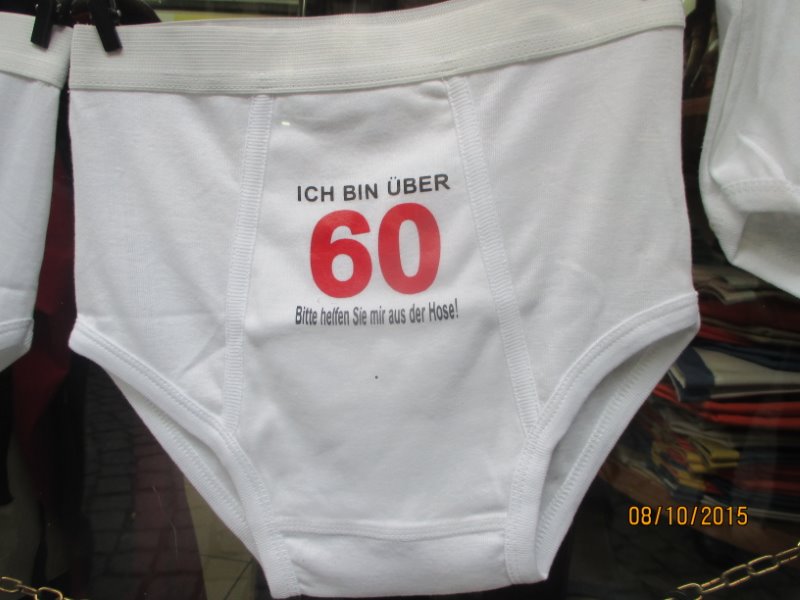 ICH BIN ÜBER
60
Bitte helfen Sie mir aus der Hose!
08/10/2015